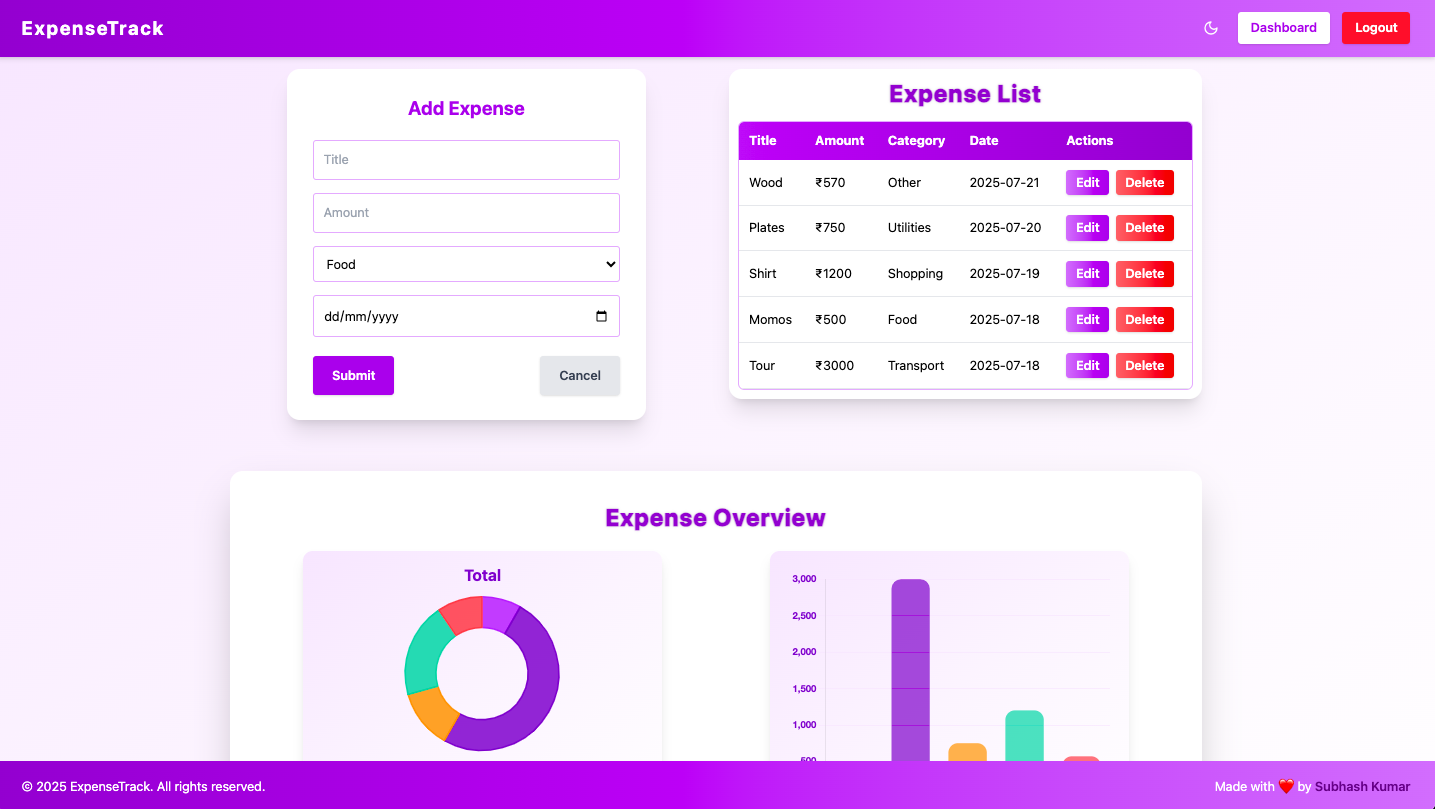 ExpenseTrack
Dashboard
Logout
Add Expense
Title
Amount
Food
dd/mm/yyyy
Submit
Cancel
Expense List
Title Amount Category Date Actions
Wood ₹570 Other 2025-07-21 Edit Delete
Plates ₹750 Utilities 2025-07-20 Edit Delete
Shirt ₹1200 Shopping 2025-07-19 Edit Delete
Momos ₹500 Food 2025-07-18 Edit Delete
Tour ₹3000 Transport 2025-07-18 Edit Delete
Expense Overview
Total
3,000
2,500
2,000
1,500
1,000
500
© 2025 ExpenseTrack. All rights reserved.
Made with ❤️ by Subhash Kumar